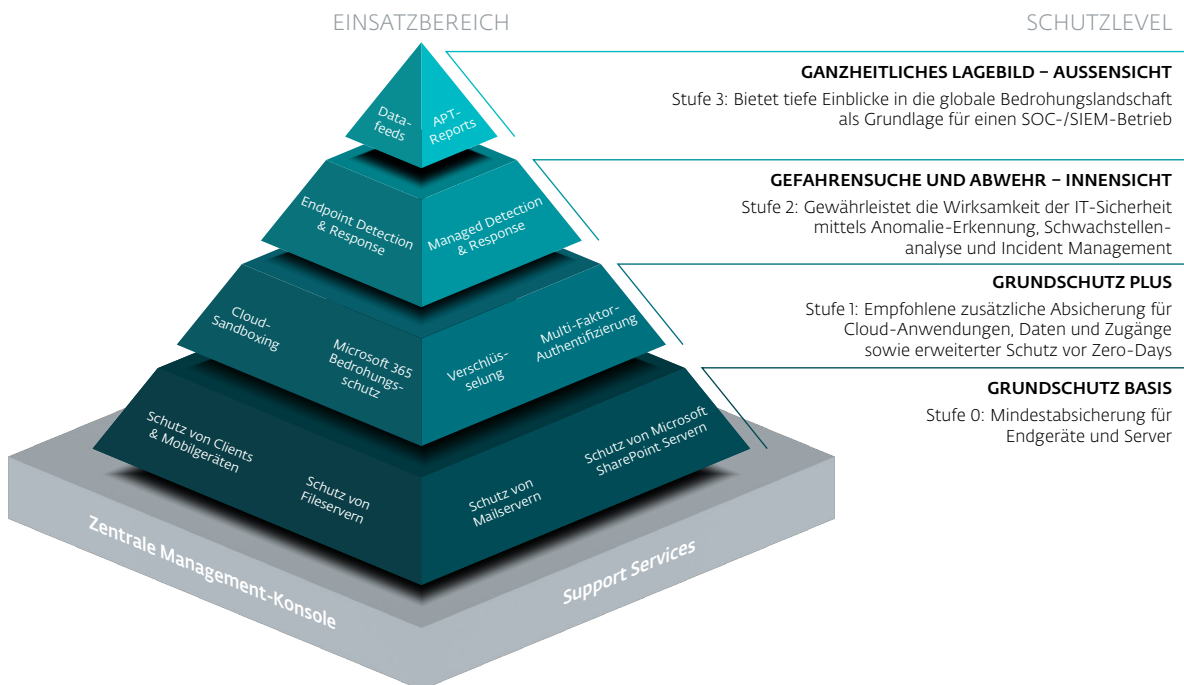 EINSATZBEREICH
SCHUTZLEVEL
Data-
feeds
APT-
Reports
GANZHEITLICHES LAGEBILD – AUSSENSICHT
Stufe 3: Bietet tiefe Einblicke in die globale Bedrohungslandschaft
als Grundlage für einen SOC-/SIEM-Betrieb
Endpoint Detection
& Response
Managed Detection
& Response
GEFAHRENSUCHE UND ABWEHR – INNENSICHT
Stufe 2: Gewährleistet die Wirksamkeit der IT-Sicherheit
mittels Anomalie-Erkennung, Schwachstellen-
analyse und Incident Management
Cloud-
Sandboxing
Microsoft 365
Bedrohungs-
schutz
Verschlüs-
selung
Multi-Faktor-
Authentifizierung
GRUNDSCHUTZ PLUS
Stufe 1: Empfohlene zusätzliche Absicherung für
Cloud-Anwendungen, Daten und Zugänge
sowie erweiterter Schutz vor Zero-Days
Schutz von Clients
& Mobilgeräten
Schutz von
Fileservern
Schutz von
Mailservern
Schutz von Microsoft
SharePoint Servern
GRUNDSCHUTZ BASIS
Stufe 0: Mindestabsicherung für
Endgeräte und Server
Zentrale Management-Konsole
Support Services